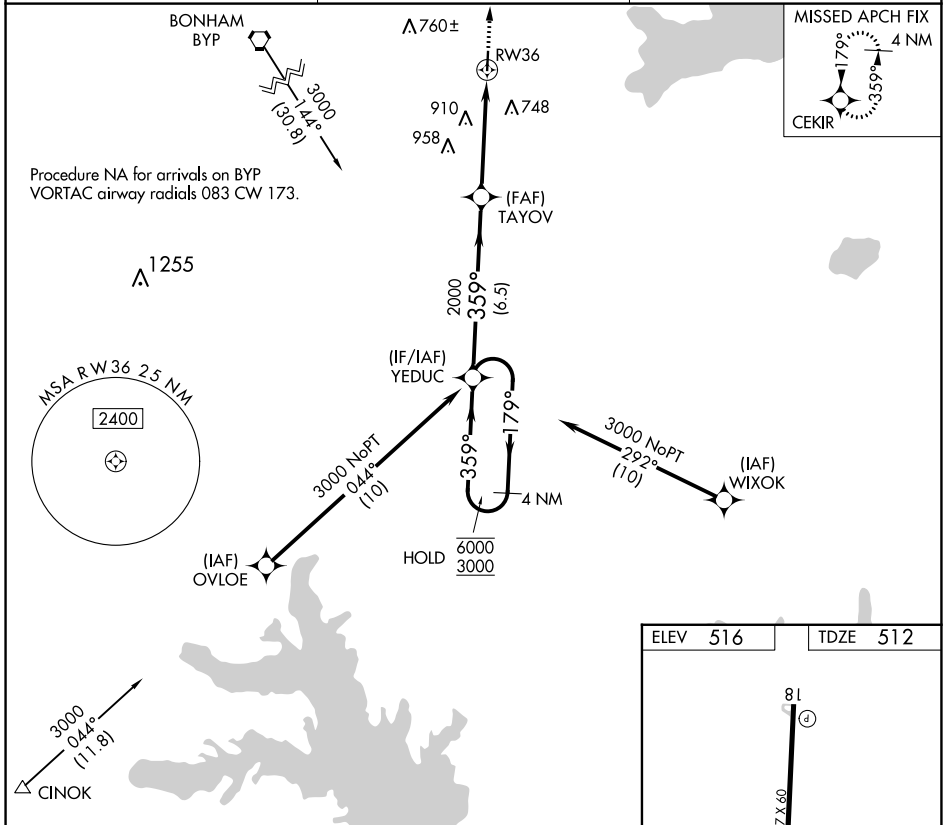 BONHAM
BYP
3000
144°
(30.8)
Procedure NA for arrivals on BYP
VORTAC airway radials 083 CW 173.
760±
RW36
910
748
958
MISSED APCH FIX
4 NM
179°
359°
CEKIR
(FAF)
TAYOV
1255
2000
359°
(6.5)
(IF/IAF)
YEDUC
MSA RW36 25 NM
2400
3000 NoPT
044°
(10)
359°
179°
4 NM
HOLD
6000
3000
3000 NoPT
292°
(10)
(IAF)
WIXOK
(IAF)
OVLOE
3000
044°
(11.8)
CINOK
ELEV 516
TDZE 512
18
P
X 60